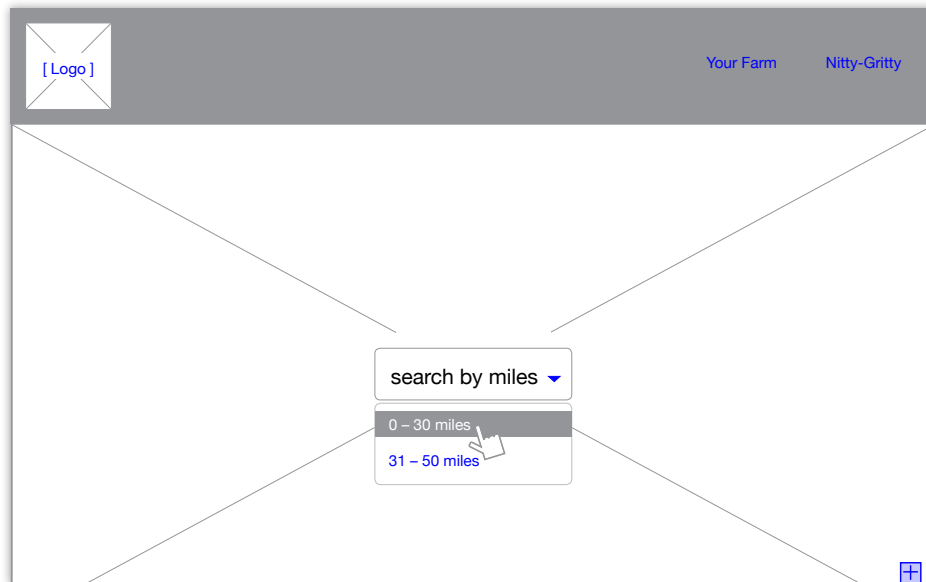 [ Logo ]
Your Farm
Nitty-Gritty
search by miles
0 – 30 miles
31 – 50 miles